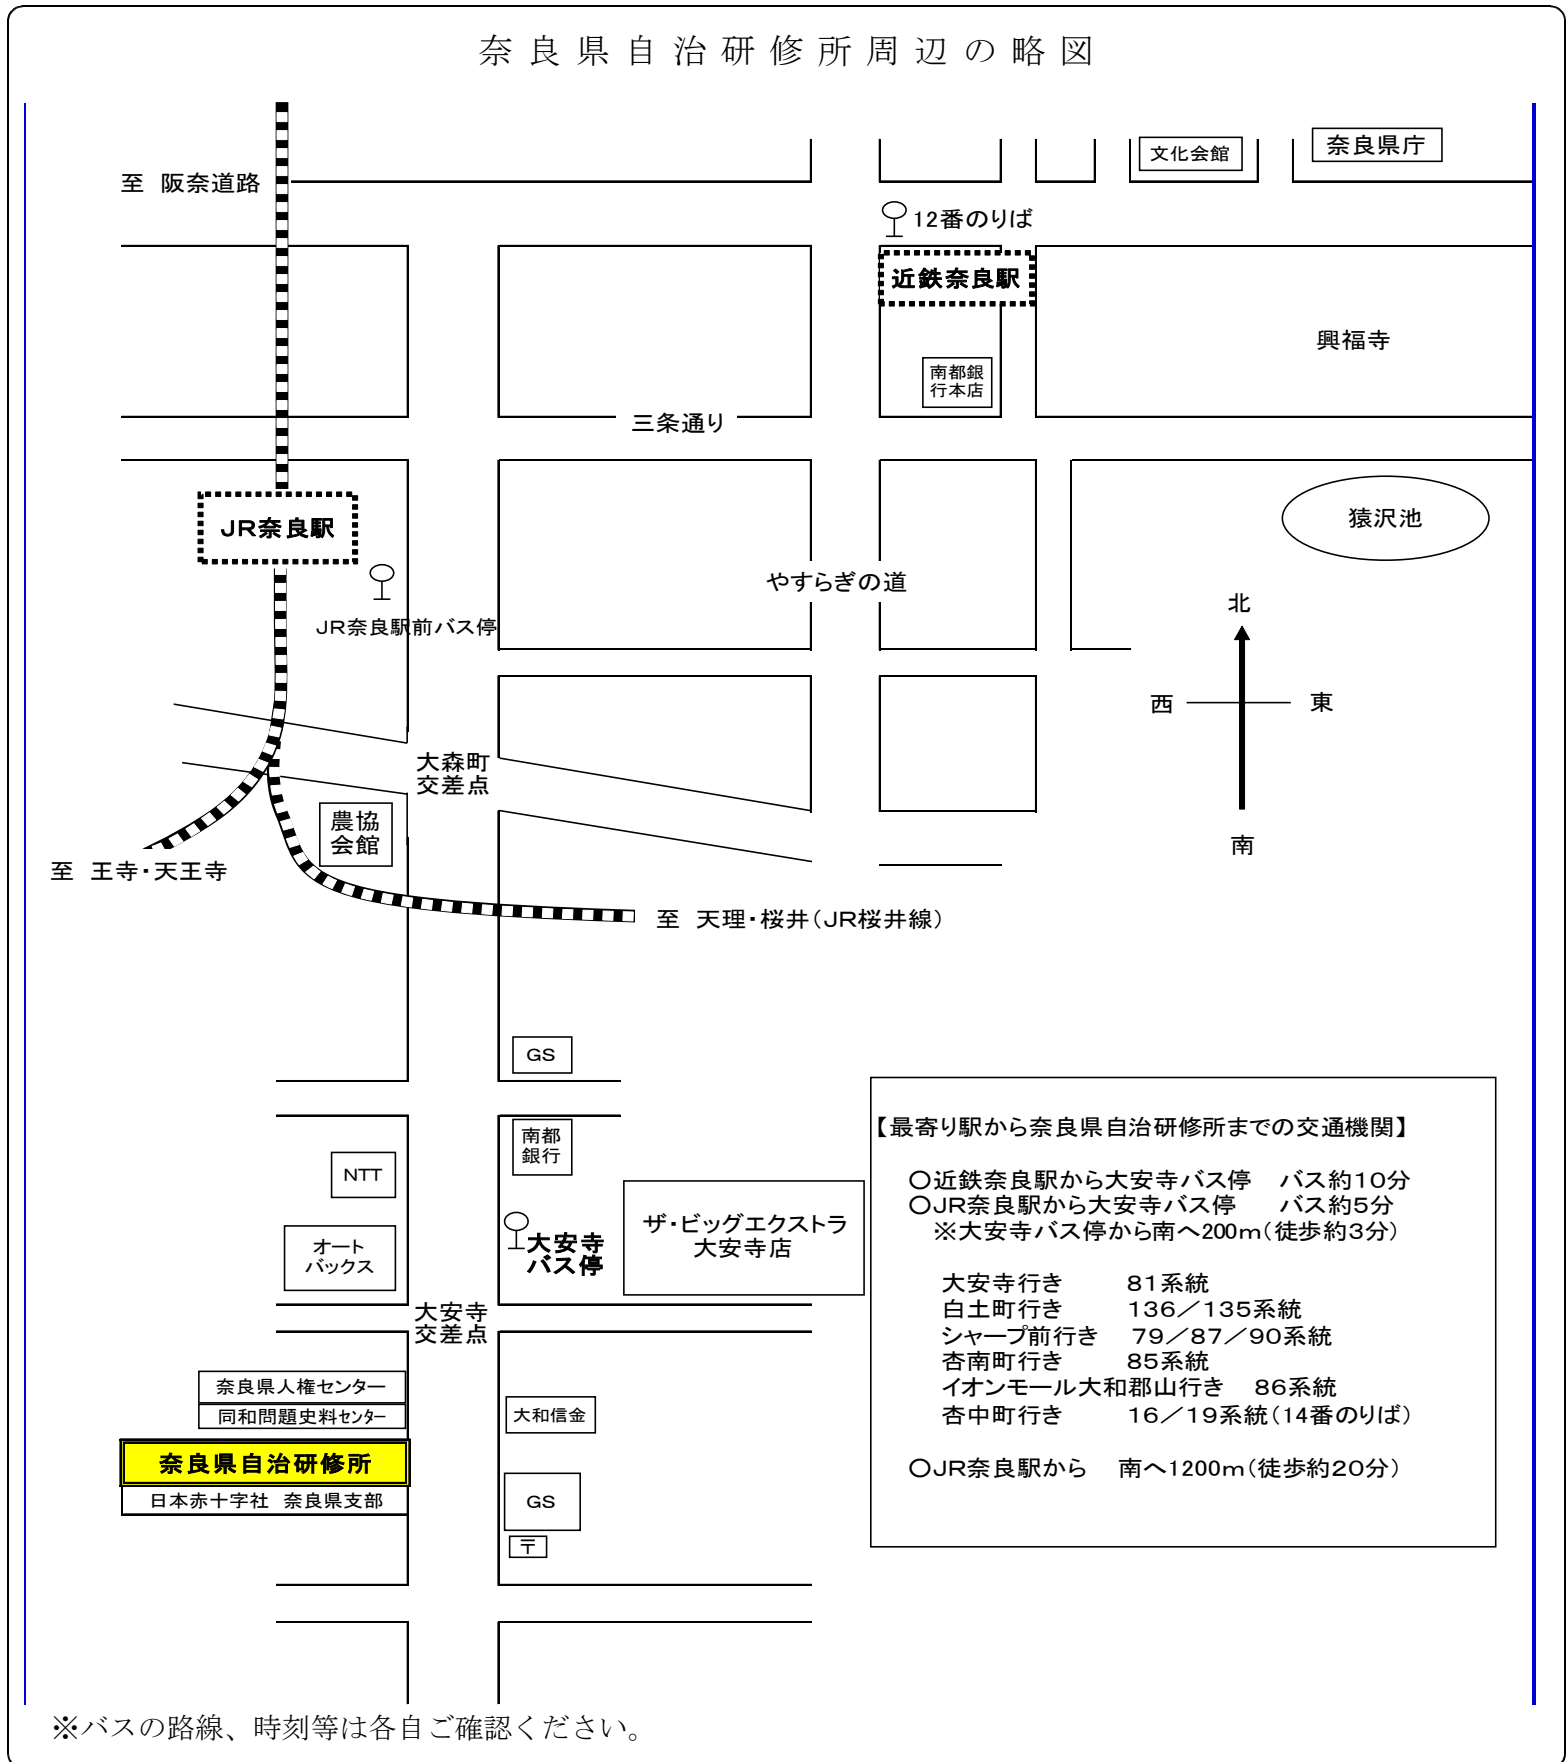 奈良県自治研修所周辺の略図
文化会館
奈良県庁
至 阪奈道路
12番のりば
近鉄奈良駅
興福寺
南都銀
行本店
三条通り
JR奈良駅
猿沢池
やすらぎの道
JR奈良駅前バス停
北
西
東
南
大森町
交差点
農協
会館
至 王寺・天王寺
至 天理・桜井(JR桜井線)
GS
南都
銀行
NTT
オート
バックス
大安寺
バス停
ザ・ビッグエクストラ
大安寺店
大安寺
交差点
奈良県人権センター
同和問題史料センター
奈良県自治研修所
日本赤十字社 奈良県支部
大和信金
GS
〒
【最寄り駅から奈良県自治研修所までの交通機関】
○近鉄奈良駅から大安寺バス停 バス約10分
○JR奈良駅から大安寺バス停 バス約5分
※大安寺バス停から南へ200m(徒歩約3分)
大安寺行き 81系統
白土町行き 136/135系統
シャープ前行き 79/87/90系統
杏南町行き 85系統
イオンモール大和郡山行き 86系統
杏中町行き 16/19系統(14番のりば)
○JR奈良駅から 南へ1200m(徒歩約20分)
※バスの路線、時刻等は各自ご確認ください。